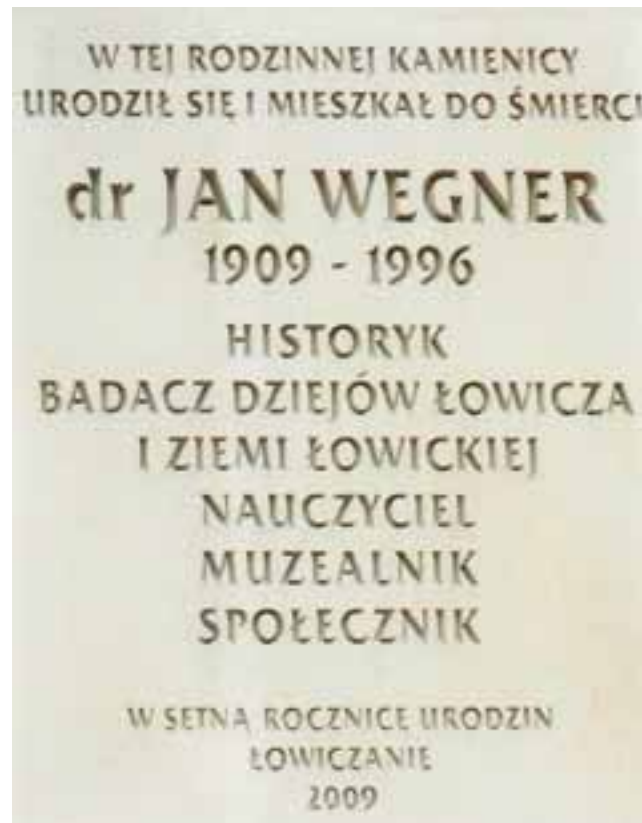 W TEJ RODZINNEJ KAMIENICY
URODZIŁ SIĘ I MIESZKAŁ DO ŚMIERCI
dr JAN WEGNER
1909 - 1996
HISTORYK
BADACZ DZIEJÓW ŁOWICZA
I ZIEMI ŁOWICKIEJ
NAUCZYCIEL
MUZEALNIK
SPOŁECZNIK
W SETNĄ ROCZNICĘ URODZIN
ŁOWICZANIE
2009